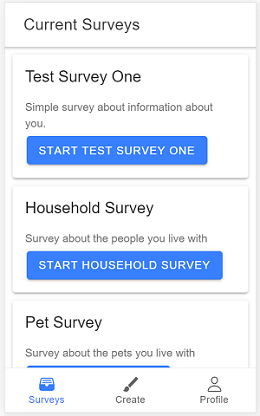 Current Surveys
Test Survey One
Simple survey about information about
you.
START TEST SURVEY ONE
Household Survey
Survey about the people you live with
START HOUSEHOLD SURVEY
Pet Survey
Survey about the pets you live with
Surveys
Create
Profile